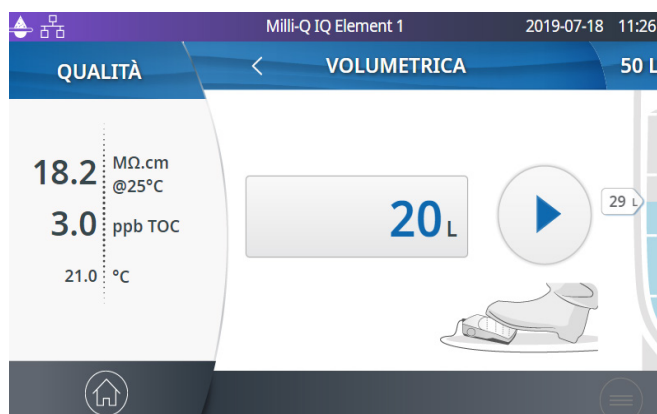 Milli-Q IQ Element 1
2019-07-18 11:26
QUALITÀ
VOLUMETRICA
50 L
18.2 MΩ.cm
@25°C
3.0 ppb TOC
21.0 °C
20 L
29 L